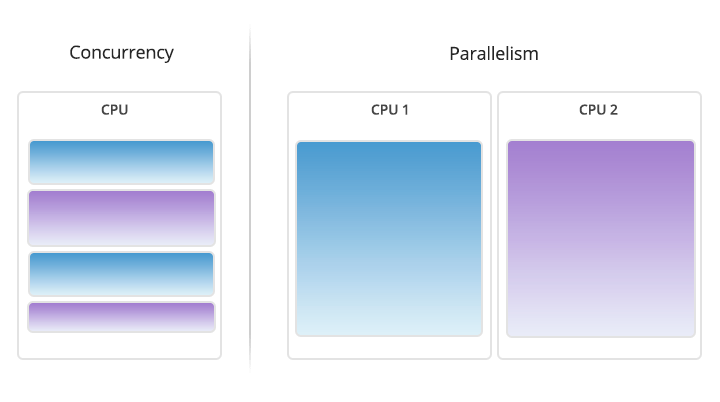 Concurrency
Parallelism
CPU
CPU 1
CPU 2